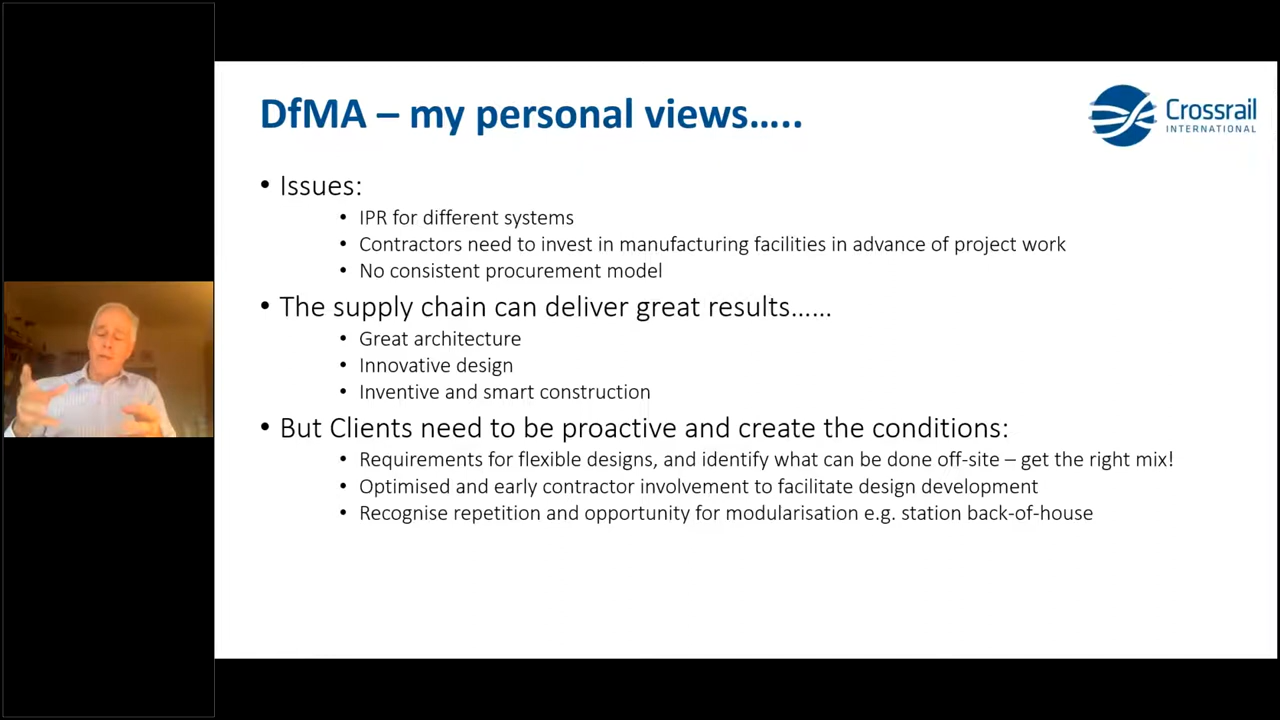 DfMA – my personal views…..
Crossrail
INTERNATIONAL
• Issues:
• IPR for different systems
• Contractors need to invest in manufacturing facilities in advance of project work
• No consistent procurement model
• The supply chain can deliver great results……
• Great architecture
• Innovative design
• Inventive and smart construction
• But Clients need to be proactive and create the conditions:
• Requirements for flexible designs, and identify what can be done off-site – get the right mix!
• Optimised and early contractor involvement to facilitate design development
• Recognise repetition and opportunity for modularisation e.g. station back-of-house